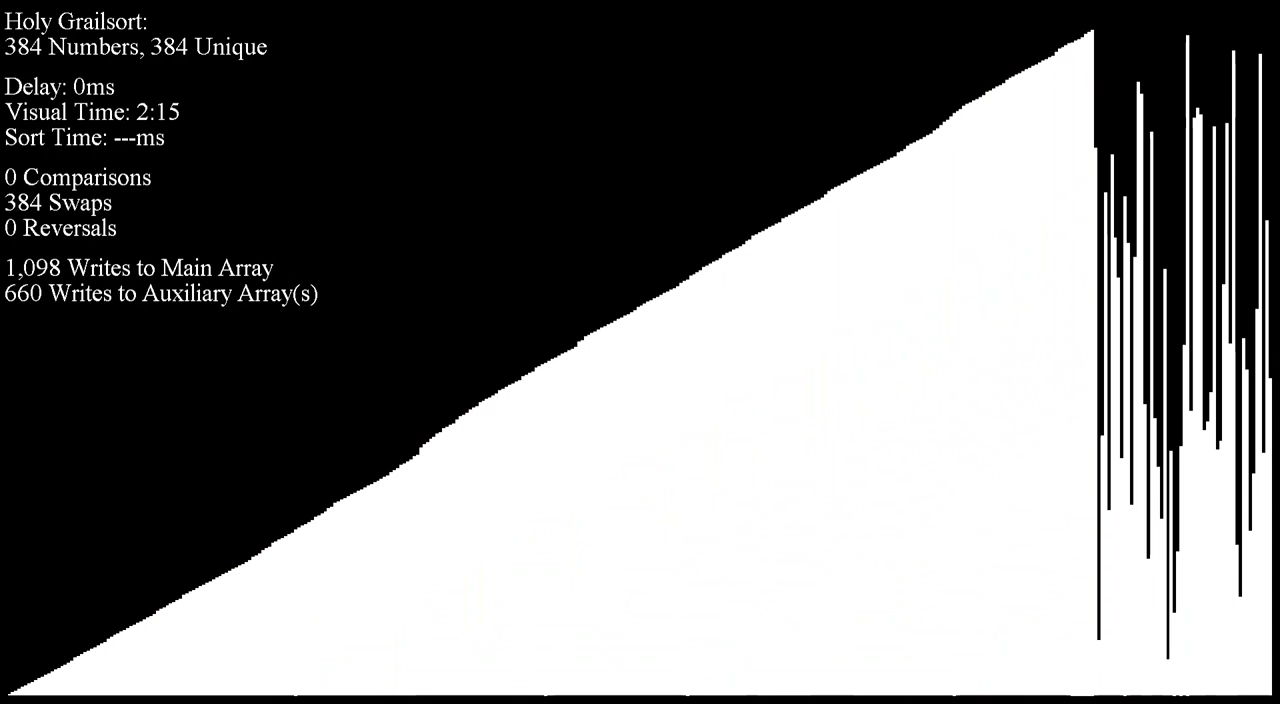 Holy Grailsort:
384 Numbers, 384 Unique
Delay: 0ms
Visual Time: 2:15
Sort Time: ---ms
0 Comparisons
384 Swaps
0 Reversals
1,098 Writes to Main Array
660 Writes to Auxiliary Array(s)